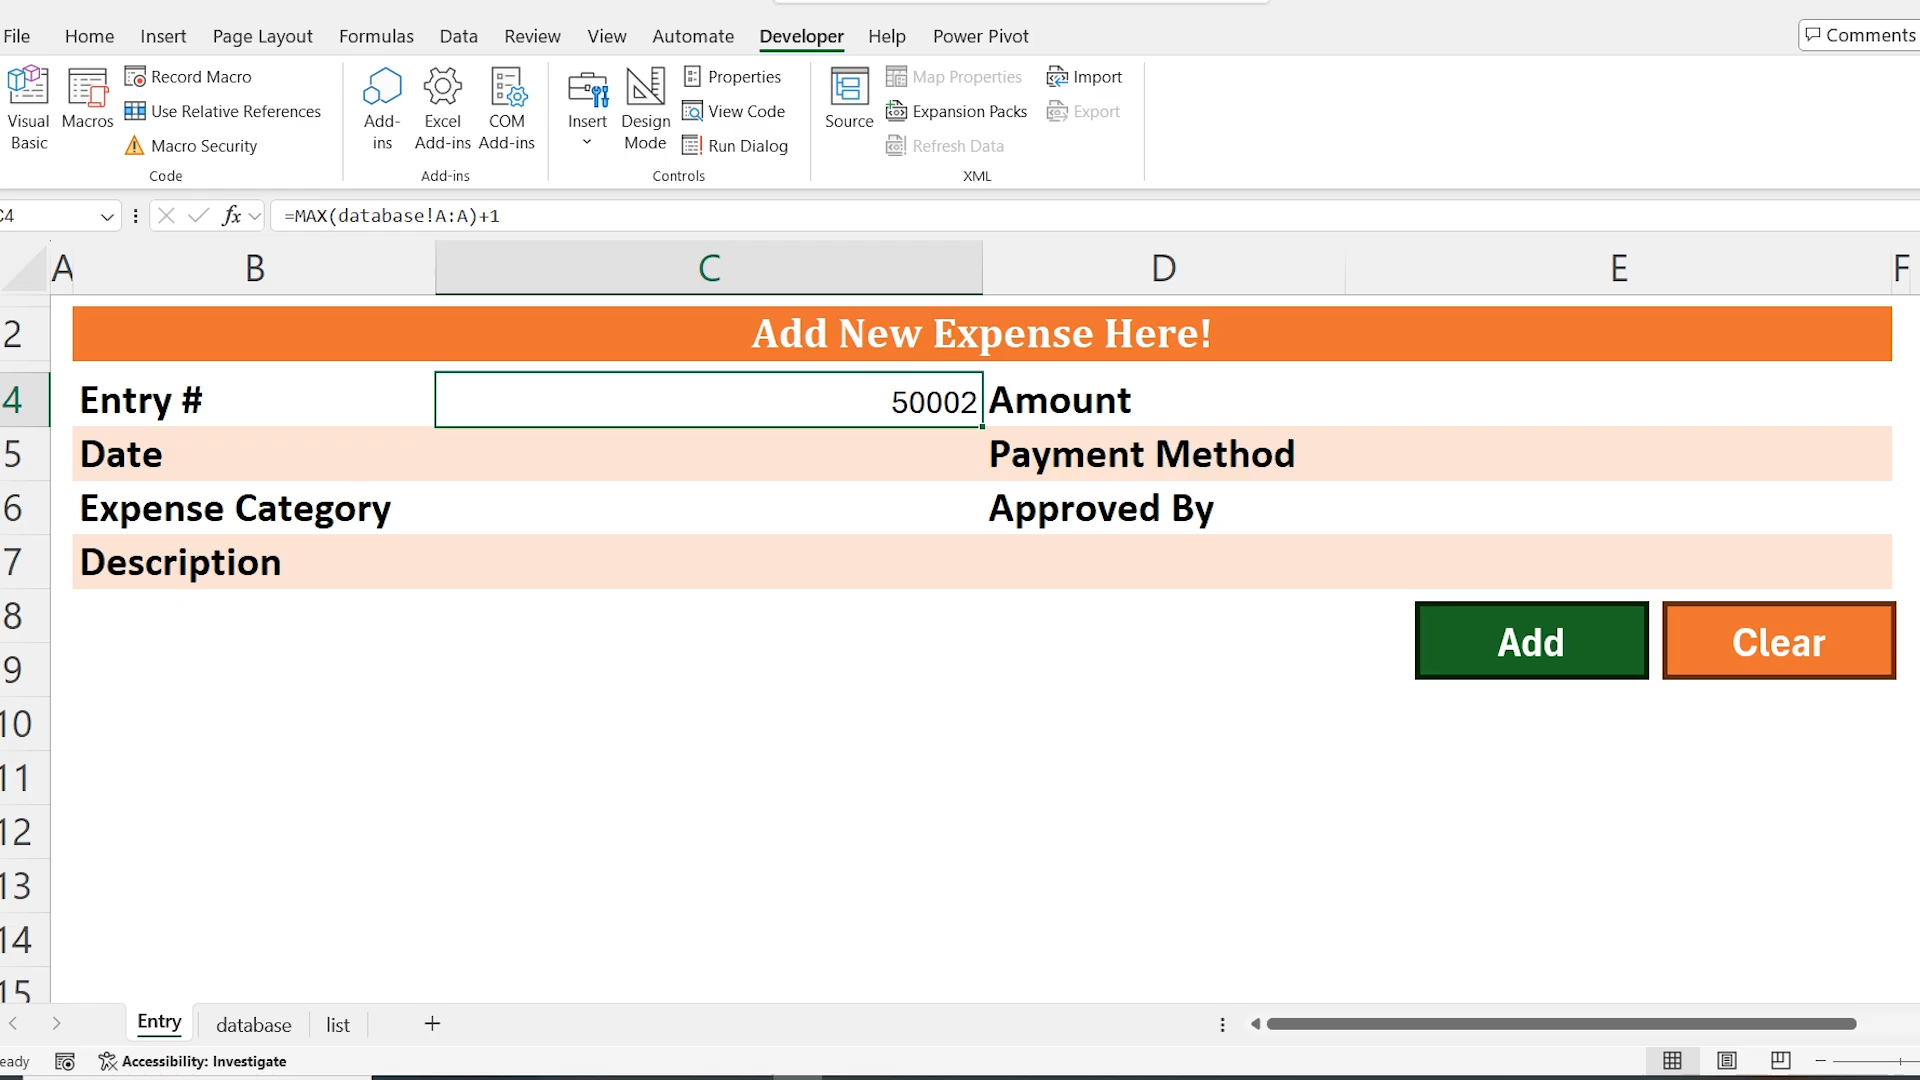 File Home Insert Page Layout Formulas Data Review View Automate Developer Help Power Pivot Comments
Visual Basic
Macros
Record Macro
Use Relative References
Macro Security
Code
Add-ins
Excel Add-ins
COM Add-ins
Add-ins
Insert
Design Mode
Properties
View Code
Run Dialog
Controls
Source
Map Properties
Expansion Packs
Refresh Data
Import
Export
XML
C4 fx =MAX(database!A:A)+1
A B C D E F
2 Add New Expense Here!
4 Entry # 50002 Amount
5 Date Payment Method
6 Expense Category Approved By
7 Description
8
Add Clear
9
10
11
12
13
14
15
Entry database list
eady Accessibility: Investigate